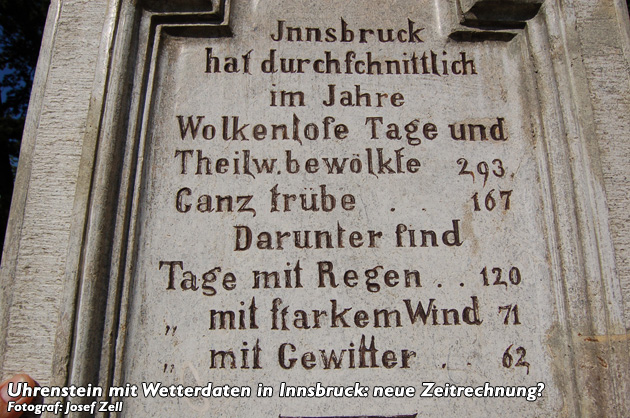 Jnnsbruck
hat durchſchnittlich
im Jahre
Wolkenloſe Tage und
Theilw. bewölkte 293.
Ganz trübe . . 167
Darunter ſind
Tage mit Regen . . 120
„ mit ſtarkem Wind 71
„ mit Gewitter . . 62
Uhrenstein mit Wetterdaten in Innsbruck: neue Zeitrechnung?
Fotograf: Josef Zell